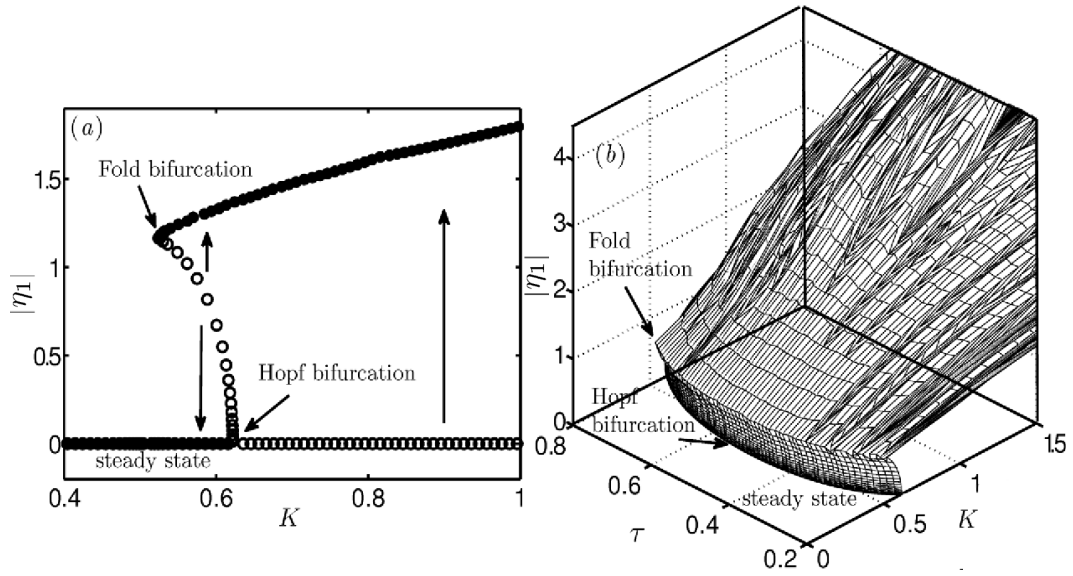 (a)
Fold bifurcation
Hopf bifurcation
steady state
|η₁|
1.5
1
0.5
0
0.4
0.6
0.8
1
K
(b)
Fold
bifurcation
Hopf
bifurcation
steady state
|η₁|
4
3
2
1
0
0.8
0.6
0.4
0.2
τ
0
0.5
1
1.5
K